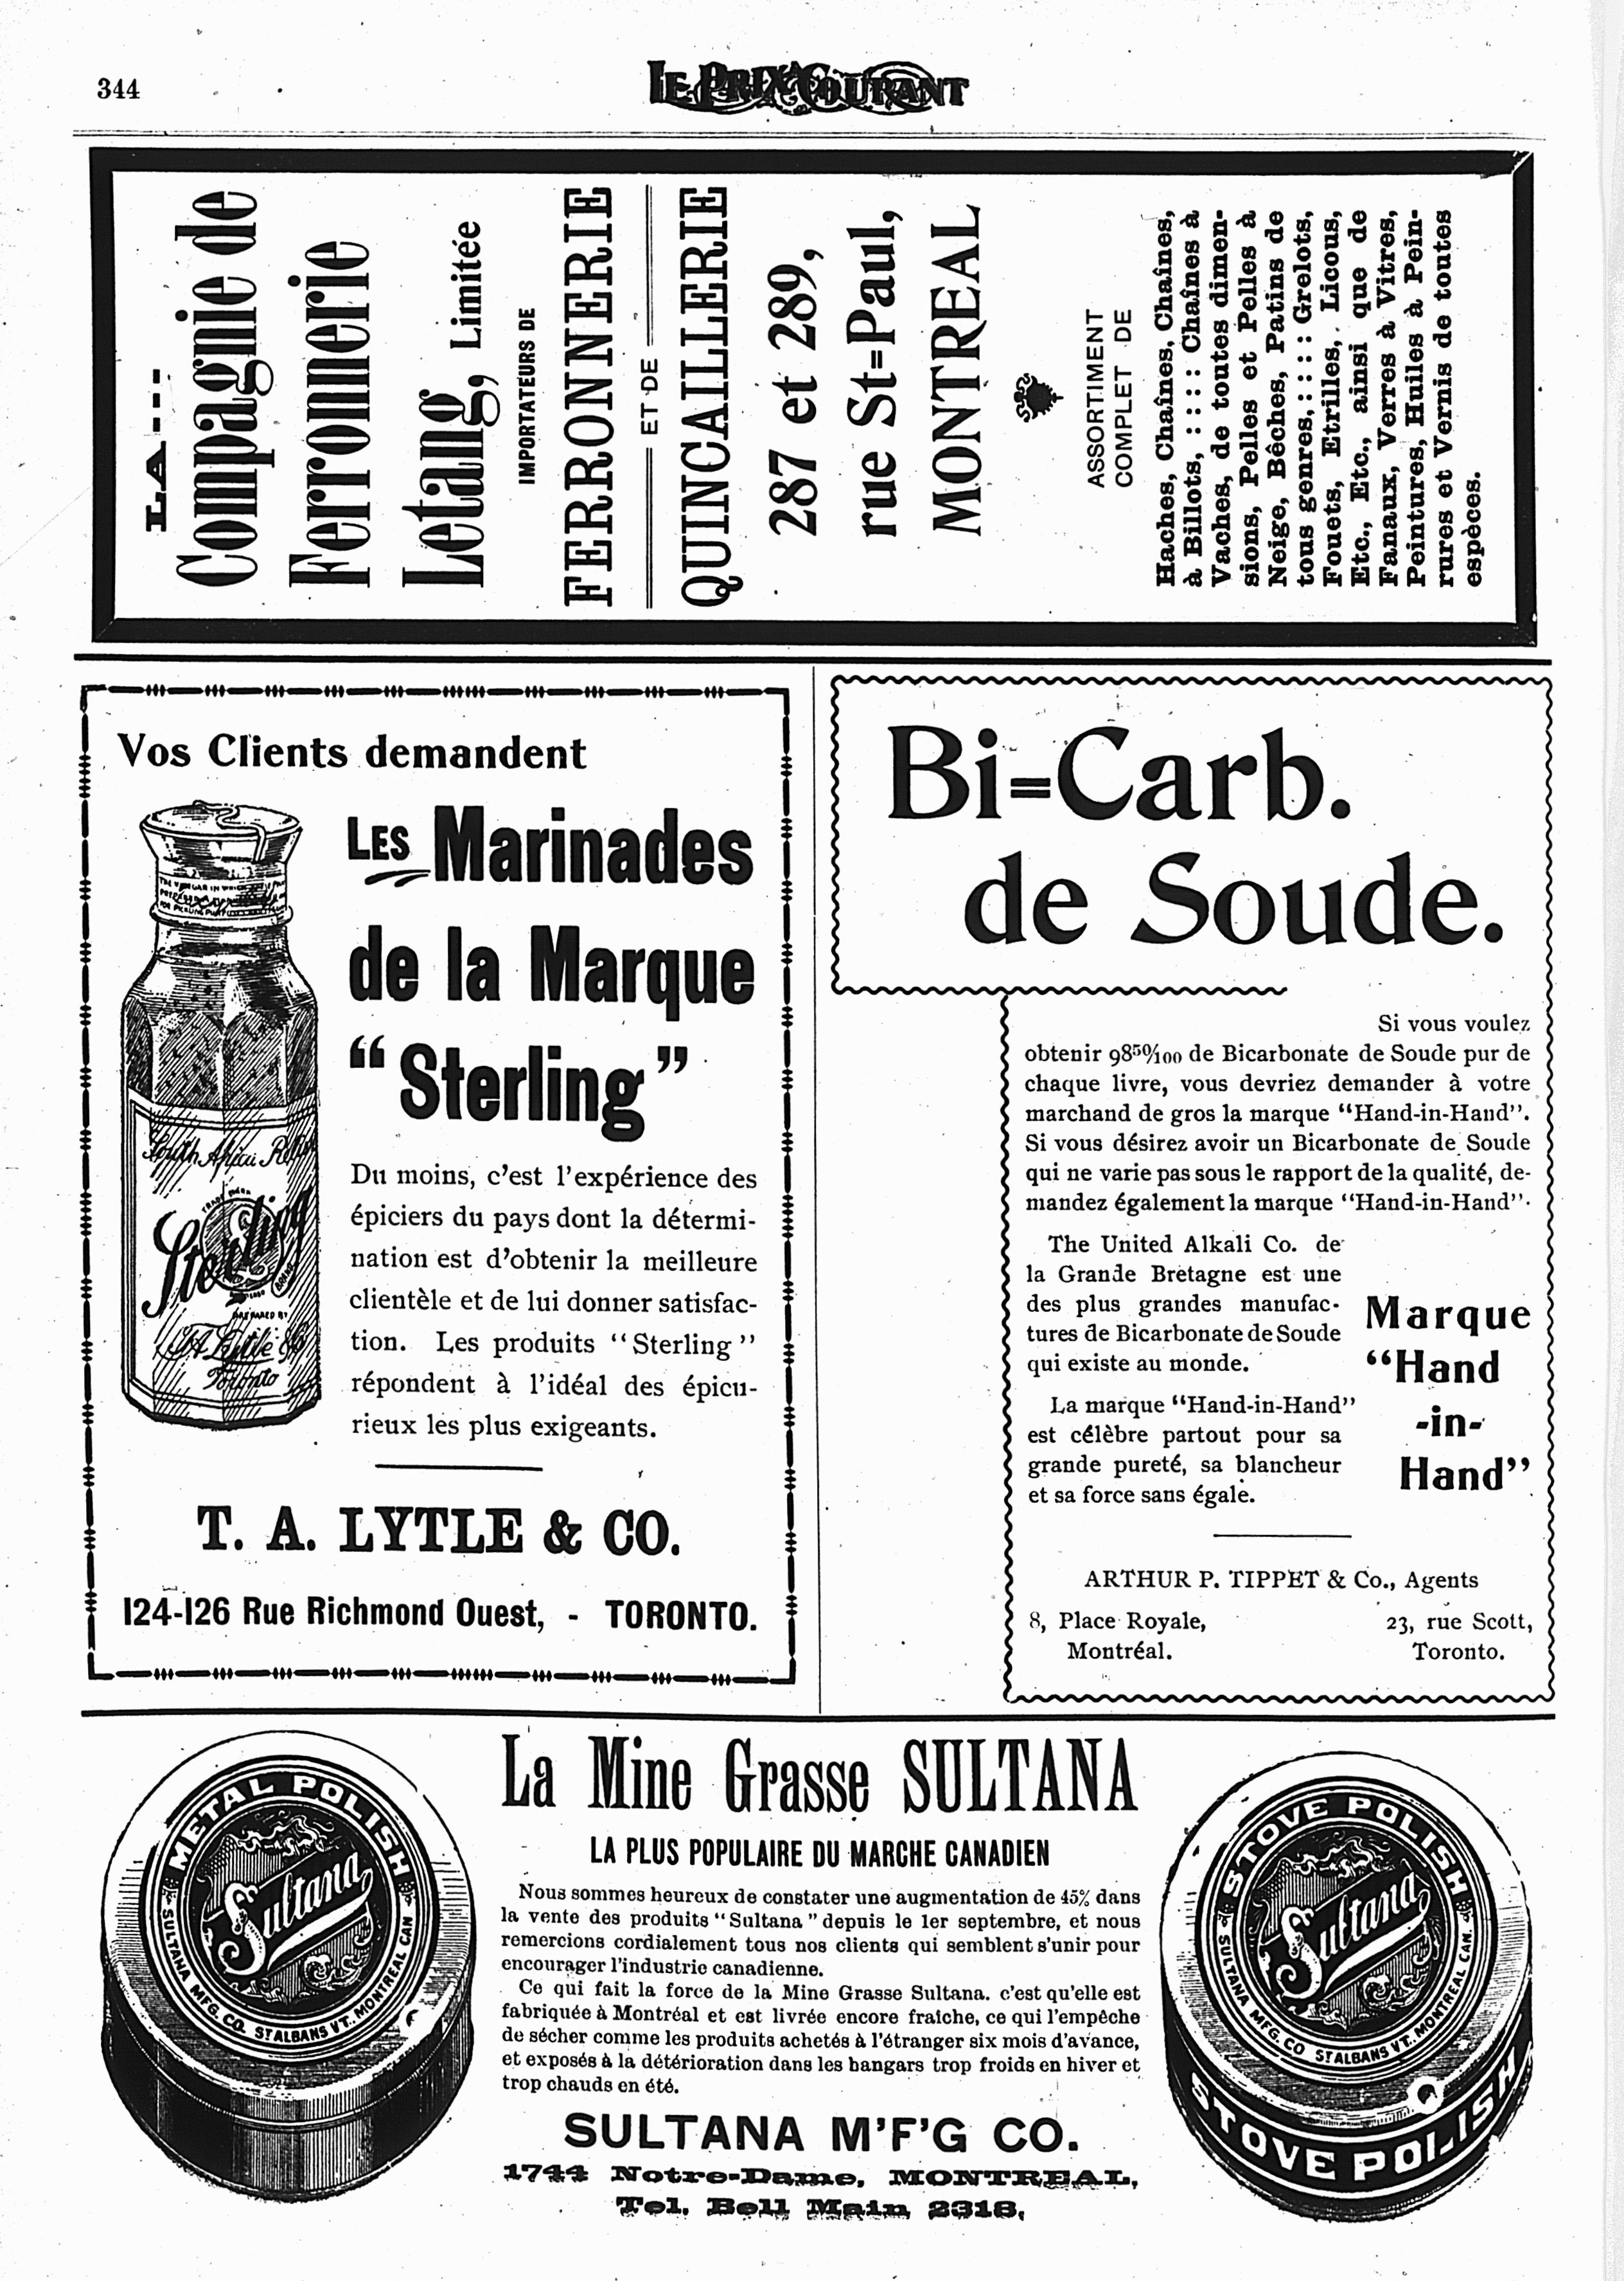 344
LE PRIX COURANT
LA---
Compagnie de
Ferronnerie
Letang, Limitée
IMPORTATEURS DE
FERRONNERIE
ET DE
QUINCAILLERIE
287 et 289,
rue St=Paul,
MONTREAL
ASSORTIMENT
COMPLET DE
Haches, Chaînes, Chaînes,
à Billots, : : : : Chaînes à
Vaches, de toutes dimen-
sions, Pelles et Pelles à
Neige, Bêches, Patins de
tous genres, : : : : Grelots,
Fouets, Etrilles, Licous,
Etc., Etc., ainsi que de
Fanaux, Verres à Vitres,
Peintures, Huiles à Pein-
rures et Vernis de toutes
espèces.
Vos Clients demandent
LES Marinades
de la Marque
"Sterling"
Du moins, c'est l'expérience des
épiciers du pays dont la détermi-
nation est d'obtenir la meilleure
clientèle et de lui donner satisfac-
tion. Les produits "Sterling"
répondent à l'idéal des épicu-
rieux les plus exigeants.
South Africa Relish
Sterling
PREPARED BY
T A Lytle & Co
Toronto
T. A. LYTLE & CO.
124-126 Rue Richmond Ouest, - TORONTO.
Bi=Carb.
de Soude.
Si vous voulez
obtenir 98⁵⁰⁄₁₀₀ de Bicarbonate de Soude pur de
chaque livre, vous devriez demander à votre
marchand de gros la marque "Hand-in-Hand".
Si vous désirez avoir un Bicarbonate de Soude
qui ne varie pas sous le rapport de la qualité, de-
mandez également la marque "Hand-in-Hand".
The United Alkali Co. de
la Grande Bretagne est une
des plus grandes manufac-
tures de Bicarbonate de Soude
qui existe au monde.
La marque "Hand-in-Hand"
est célèbre partout pour sa
grande pureté, sa blancheur
et sa force sans égale.
Marque
"Hand
-in-
Hand"
ARTHUR P. TIPPET & Co., Agents
8, Place Royale,
Montréal.
23, rue Scott,
Toronto.
METAL POLISH
Sultana
SULTANA MFG. CO. ST ALBANS VT. MONTREAL CAN
La Mine Grasse SULTANA
LA PLUS POPULAIRE DU MARCHE CANADIEN
Nous sommes heureux de constater une augmentation de 45% dans
la vente des produits "Sultana" depuis le 1er septembre, et nous
remercions cordialement tous nos clients qui semblent s'unir pour
encourager l'industrie canadienne.
Ce qui fait la force de la Mine Grasse Sultana. c'est qu'elle est
fabriquée à Montréal et est livrée encore fraîche, ce qui l'empêche
de sécher comme les produits achetés à l'étranger six mois d'avance,
et exposés à la détérioration dans les hangars trop froids en hiver et
trop chauds en été.
SULTANA M'F'G CO.
1744 Notre-Dame, MONTREAL,
Tel. Bell Main 2318,
STOVE POLISH
Sultana
SULTANA MFG. CO ST ALBANS VT. MONTREAL CAN.
STOVE POLISH